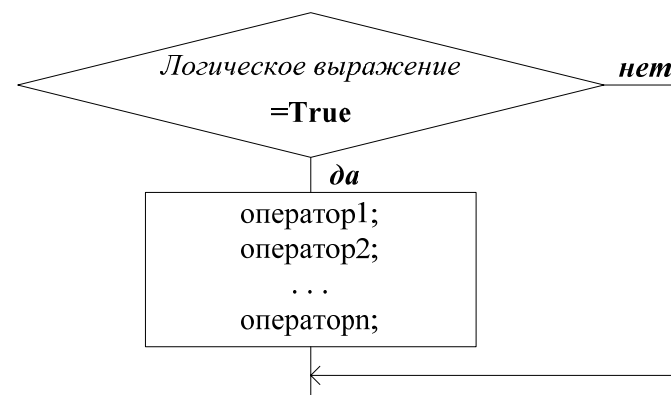 Логическое выражение
=True
нет
да
оператор1;
оператор2;
. . .
операторn;